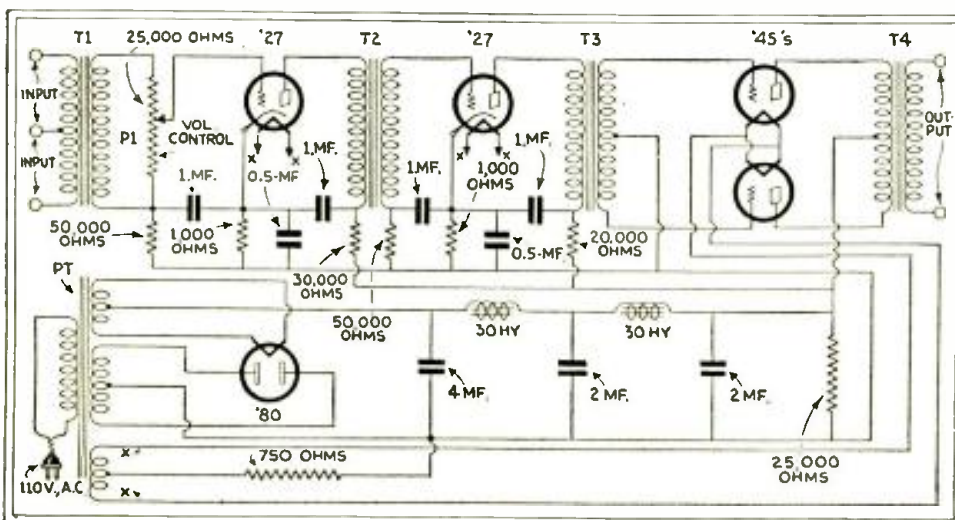 T1
25,000 OHMS
'27
T2
'27
T3
'45's
T4
INPUT
INPUT
P1
VOL
CONTROL
1.MF.
0.5-MF
1.MF.
X
X
1.MF.
X
X
1,000
OHMS
1.MF.
OUT-
PUT
50,000
OHMS
1,000
OHMS
30,000
OHMS
0.5-MF.
20,000
OHMS
PT
50,000
OHMS
30 HY
30 HY
'80
4 MF.
2 MF.
2 MF.
110V., A.C
X
X
750 OHMS
25,000
OHMS